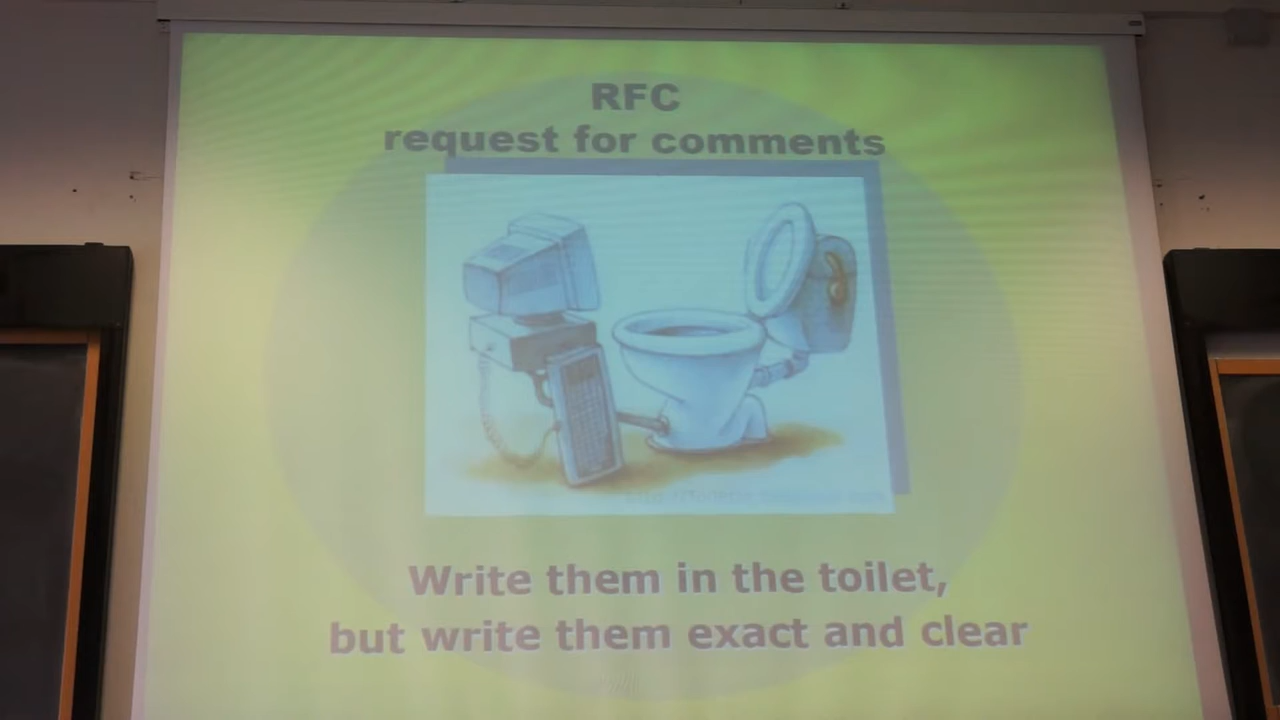 RFC
request for comments
Write them in the toilet,
but write them exact and clear